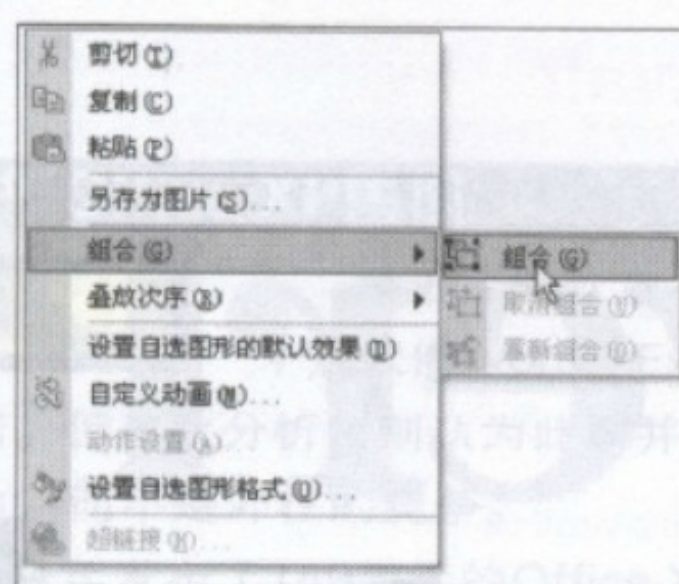 剪切(T)
复制(C)
粘贴(P)
另存为图片(S)...
组合(G)
组合(G)
叠放次序(R)
取消组合(U)
设置自选图形的默认效果(D)
重新组合(O)
自定义动画(M)...
动作设置(A)...
设置自选图形格式(O)...
超链接(H)...